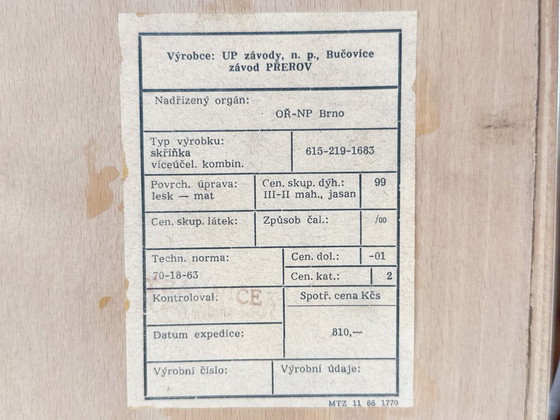 Výrobce: UP závody, n. p., Bučovice
závod PŘEROV
Nadřízený orgán:
OŘ-NP Brno
Typ výrobku:
skříňka
víceúčel. kombin.
615-219-1683
Povrch. úprava:
lesk — mat
Cen. skup. dýh.:
III-II mah., jasan
99
Cen. skup. látek:
Způsob čal.:
/00
Techn. norma:
70-18-63
Cen. dol.:
-01
Cen. kat.:
2
Kontroloval:
CE
Spotř. cena Kčs
Datum expedice:
810,—
Výrobní číslo:
Výrobní údaje:
MTZ 11 66 1770